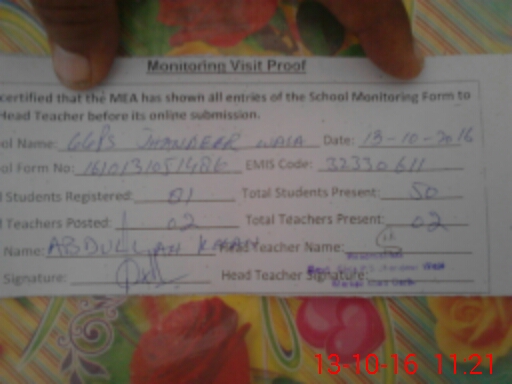 Monitoring Visit Proof
certified that the MEA has shown all entries of the School Monitoring Form to
Head Teacher before its online submission.
ol Name: GGPS JHANDEER WALA Date: 13-10-2016
ol Form No: EMIS Code: 32330611
l Students Registered: 81 Total Students Present: 50
l Teachers Posted: 02 Total Teachers Present: 02
Name: ABDULLAH KHAN Head Teacher Name:
Signature: Head Teacher Signature:
13-10-16 11:21